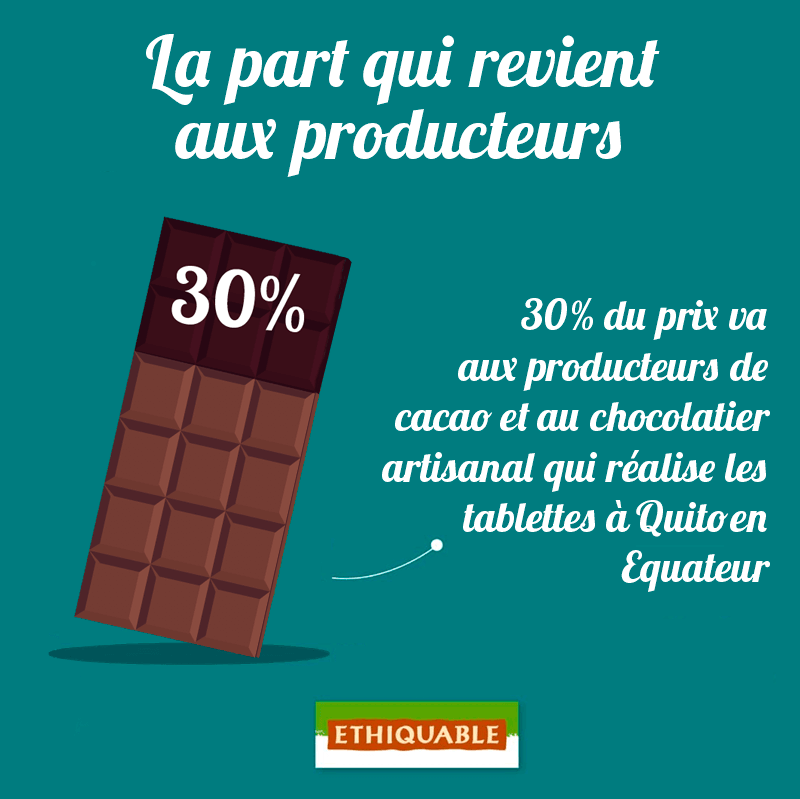 La part qui revient
aux producteurs
30%
30% du prix va
aux producteurs de
cacao et au chocolatier
artisanal qui réalise les
tablettes à Quito en
Equateur
ETHIQUABLE